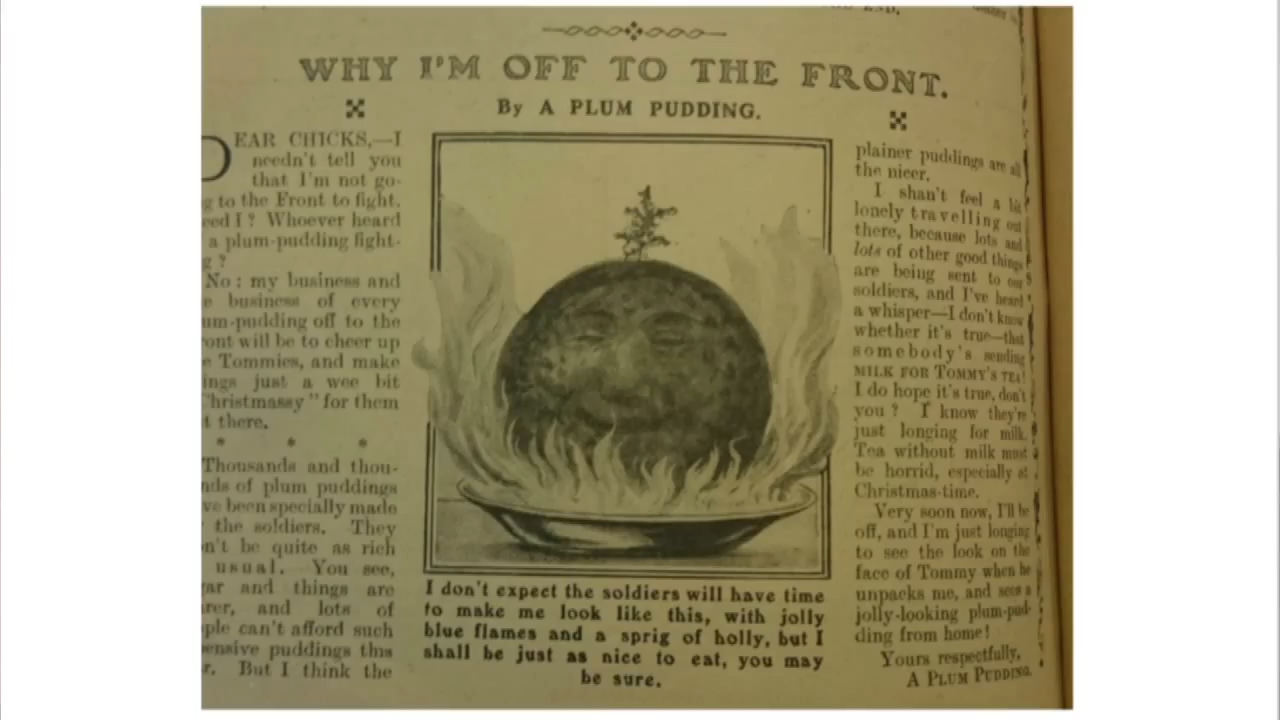 WHY I'M OFF TO THE FRONT.
By A PLUM PUDDING.
DEAR CHICKS,—I
needn't tell you
that I'm not go-
g to the Front to fight.
eed I? Whoever heard
a plum-pudding fight-
g?
No: my business and
e business of every
um-pudding off to the
ront will be to cheer up
e Tommies, and make
ings just a wee bit
Christmassy" for them
t there.
* * *
Thousands and thou-
nds of plum puddings
ve been specially made
the soldiers. They
n't be quite as rich
usual. You see,
gar and things are
rer, and lots of
ple can't afford such
pensive puddings this
r. But I think the
I don't expect the soldiers will have time
to make me look like this, with jolly
blue flames and a sprig of holly, but I
shall be just as nice to eat, you may
be sure.
plainer puddings are all
the nicer.
I shan't feel a bit
lonely travelling out
there, because lots and
lots of other good things
are being sent to our
soldiers, and I've heard
a whisper—I don't know
whether it's true—that
somebody's sending
MILK FOR TOMMY'S TEA!
I do hope it's true, don't
you? I know they're
just longing for milk.
Tea without milk must
be horrid, especially at
Christmas-time.
Very soon now, I'll be
off, and I'm just longing
to see the look on the
face of Tommy when he
unpacks me, and sees a
jolly-looking plum-pud-
ding from home!
Yours respectfully,
A PLUM PUDDING.